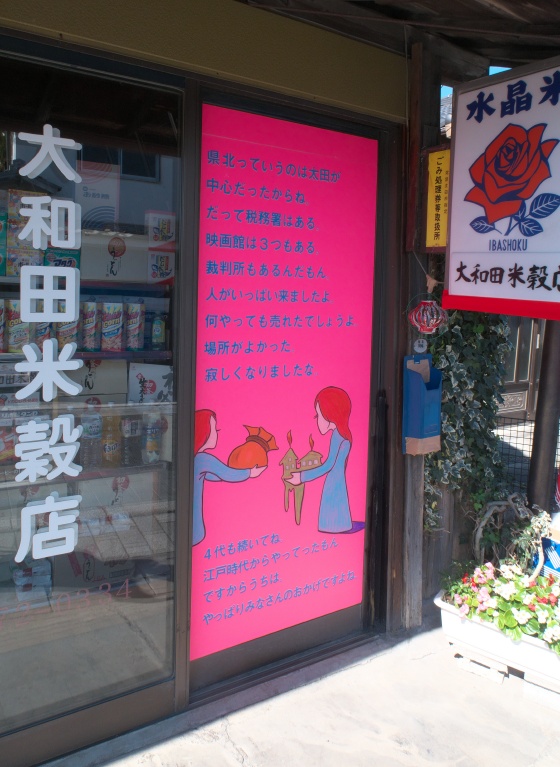 大和田米穀店
県北っていうのは太田が
中心だったからね
だって税務署はある、
映画館は３つもある、
裁判所もあるんだもん
人がいっぱい来ましたよ
何やっても売れたでしょうよ
場所がよかった
寂しくなりましたな
４代も続いてね、
江戸時代からやってったもん
ですからうちは、
やっぱりみなさんのおかげですよね
ごみ処理券等取扱所
水晶米
IBASHOKU
大和田米穀店